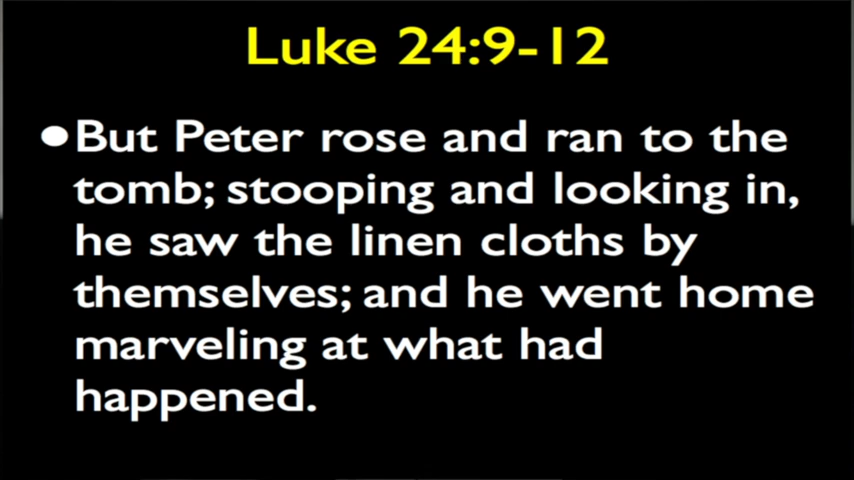 Luke 24:9-12
•But Peter rose and ran to the
tomb; stooping and looking in,
he saw the linen cloths by
themselves; and he went home
marveling at what had
happened.